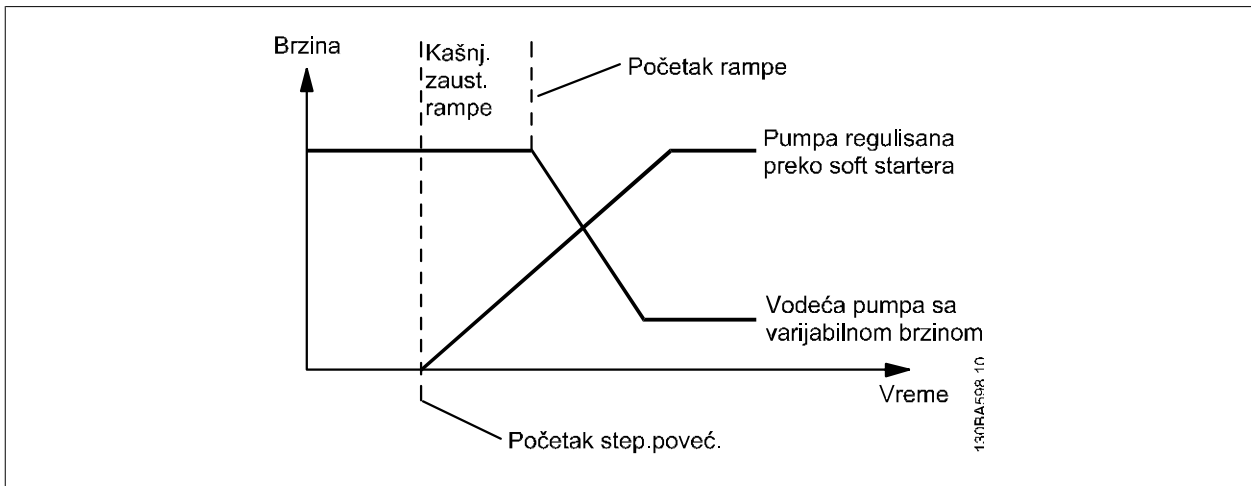 Brzina
Kašnj.
zaust.
rampe
Početak rampe
Pumpa regulisana
preko soft startera
Vodeća pumpa sa
varijabilnom brzinom
Vreme
Početak step.poveć.
130BA598.10